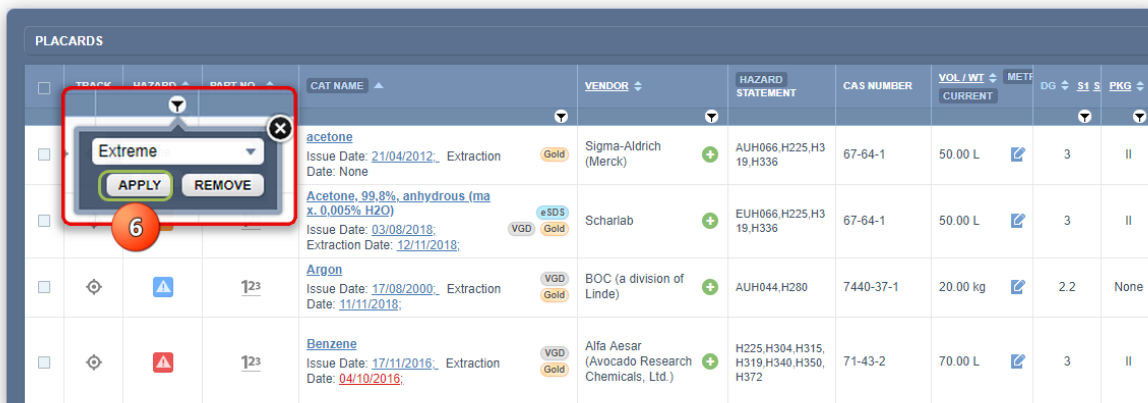 PLACARDS
TRACK HAZARD PART NO. CAT NAME VENDOR HAZARD STATEMENT CAS NUMBER VOL / WT METR CURRENT DG S1 S PKG
Extreme
APPLY REMOVE
6
acetone
Issue Date: 21/04/2012; Extraction
Date: None
Gold
Sigma-Aldrich
(Merck)
AUH066,H225,H3
19,H336
67-64-1
50.00 L
3
II
Acetone, 99,8%, anhydrous (ma
x. 0,005% H2O)
Issue Date: 03/08/2018;
Extraction Date: 12/11/2018;
eSDS
VGD Gold
Scharlab
EUH066,H225,H3
19,H336
67-64-1
50.00 L
3
II
123
Argon
Issue Date: 17/08/2000; Extraction
Date: 11/11/2018;
VGD
Gold
BOC (a division of
Linde)
AUH044,H280
7440-37-1
20.00 kg
2.2
None
123
Benzene
Issue Date: 17/11/2016; Extraction
Date: 04/10/2016;
VGD
Gold
Alfa Aesar
(Avocado Research
Chemicals, Ltd.)
H225,H304,H315,
H319,H340,H350,
H372
71-43-2
70.00 L
3
II